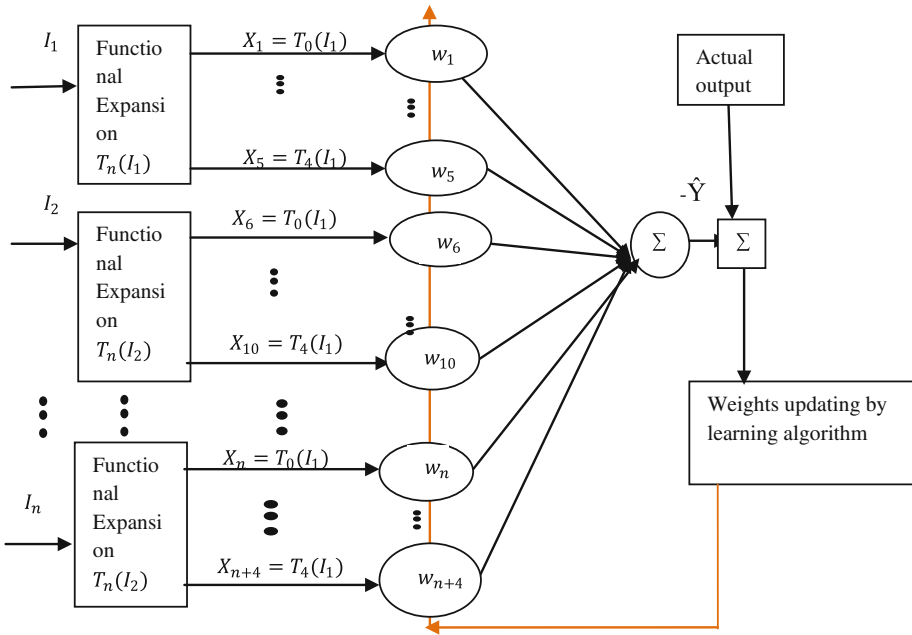 I₁
Functio
nal
Expansi
on
Tₙ(I₁)
X₁ = T₀(I₁)
w₁
X₅ = T₄(I₁)
w₅
Actual
output
I₂
Functio
nal
Expansi
on
Tₙ(I₂)
X₆ = T₀(I₁)
w₆
X₁₀ = T₄(I₁)
w₁₀
Σ
-Ŷ
Σ
Weights updating by
learning algorithm
Iₙ
Functio
nal
Expansi
on
Tₙ(I₂)
Xₙ = T₀(I₁)
wₙ
Xₙ₊₄ = T₄(I₁)
wₙ₊₄